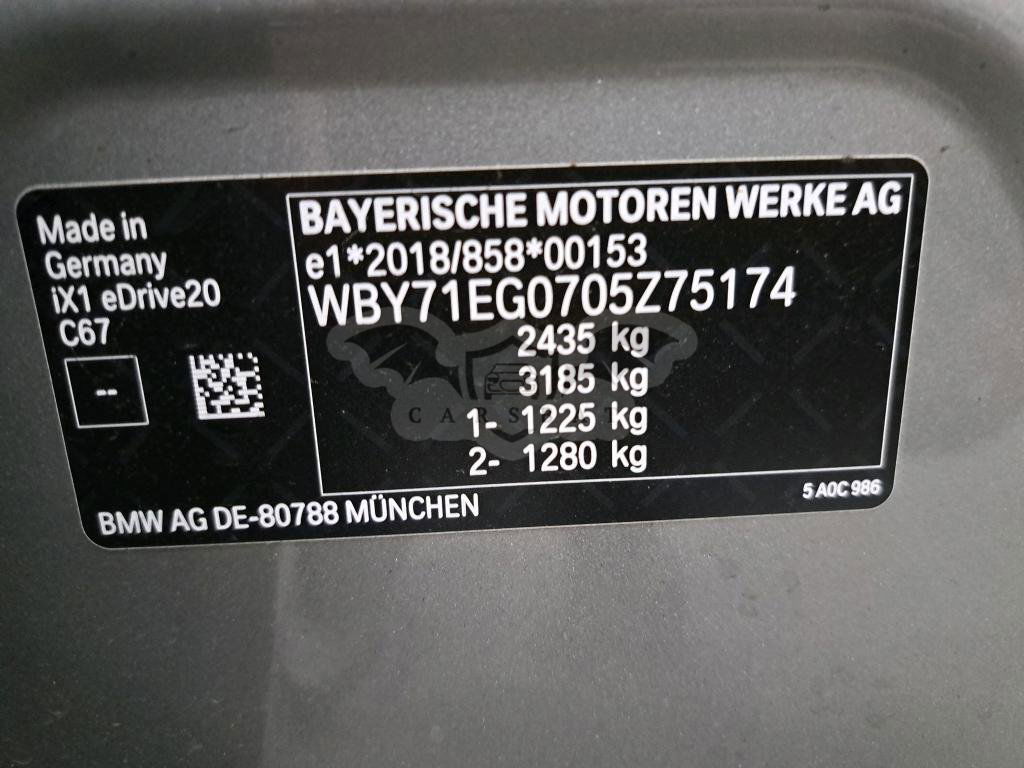 Made in
Germany
iX1 eDrive20
C67
--
BAYERISCHE MOTOREN WERKE AG
e1*2018/858*00153
WBY71EG0705Z75174
2435 kg
3185 kg
1- 1225 kg
2- 1280 kg
BMW AG DE-80788 MÜNCHEN
5 A0C 986